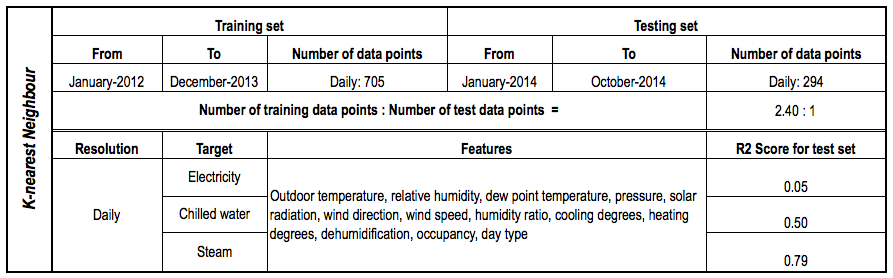 K-nearest Neighbour
Training set Testing set
From To Number of data points From To Number of data points
January-2012 December-2013 Daily: 705 January-2014 October-2014 Daily: 294
Number of training data points : Number of test data points = 2.40 : 1
Resolution Target Features R2 Score for test set
Daily
Electricity
Chilled water
Steam
Outdoor temperature, relative humidity, dew point temperature, pressure, solar
radiation, wind direction, wind speed, humidity ratio, cooling degrees, heating
degrees, dehumidification, occupancy, day type
0.05
0.50
0.79